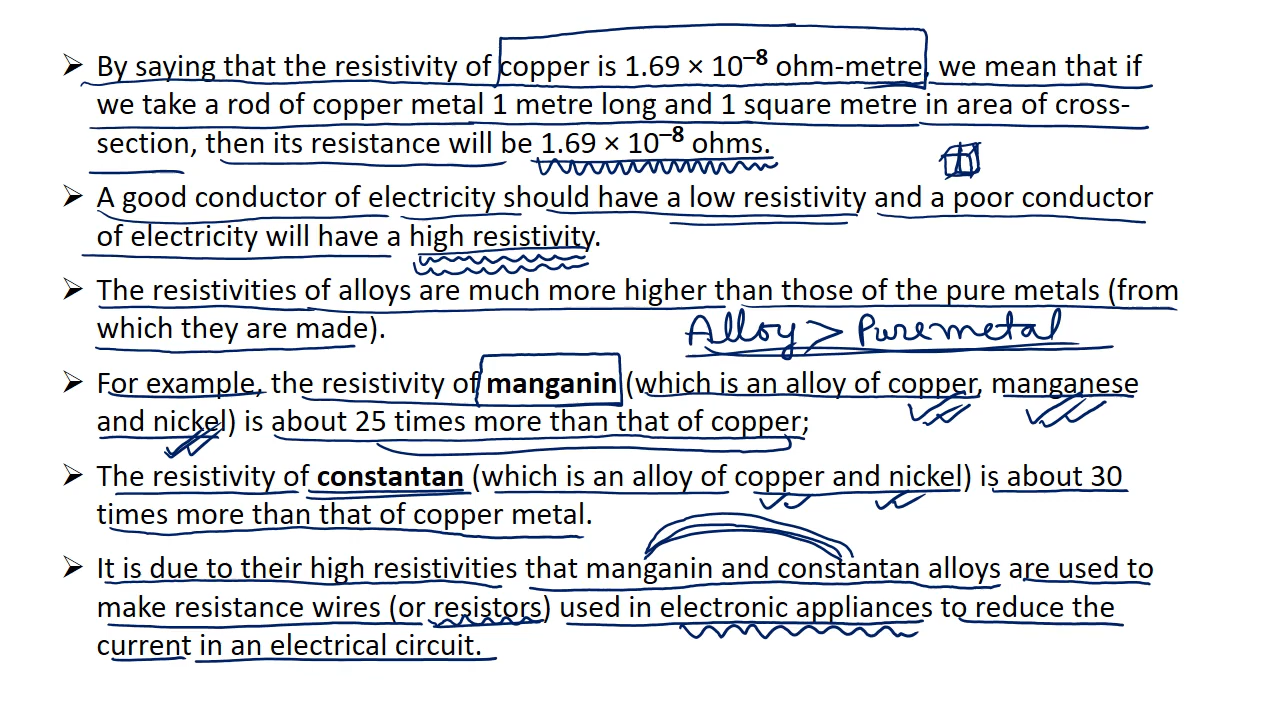 ➢ By saying that the resistivity of copper is 1.69 × 10⁻⁸ ohm-metre, we mean that if
we take a rod of copper metal 1 metre long and 1 square metre in area of cross-
section, then its resistance will be 1.69 × 10⁻⁸ ohms.
➢ A good conductor of electricity should have a low resistivity and a poor conductor
of electricity will have a high resistivity.
➢ The resistivities of alloys are much more higher than those of the pure metals (from
which they are made).
Alloy > Pure metal
➢ For example, the resistivity of manganin (which is an alloy of copper, manganese
and nickel) is about 25 times more than that of copper;
➢ The resistivity of constantan (which is an alloy of copper and nickel) is about 30
times more than that of copper metal.
➢ It is due to their high resistivities that manganin and constantan alloys are used to
make resistance wires (or resistors) used in electronic appliances to reduce the
current in an electrical circuit.